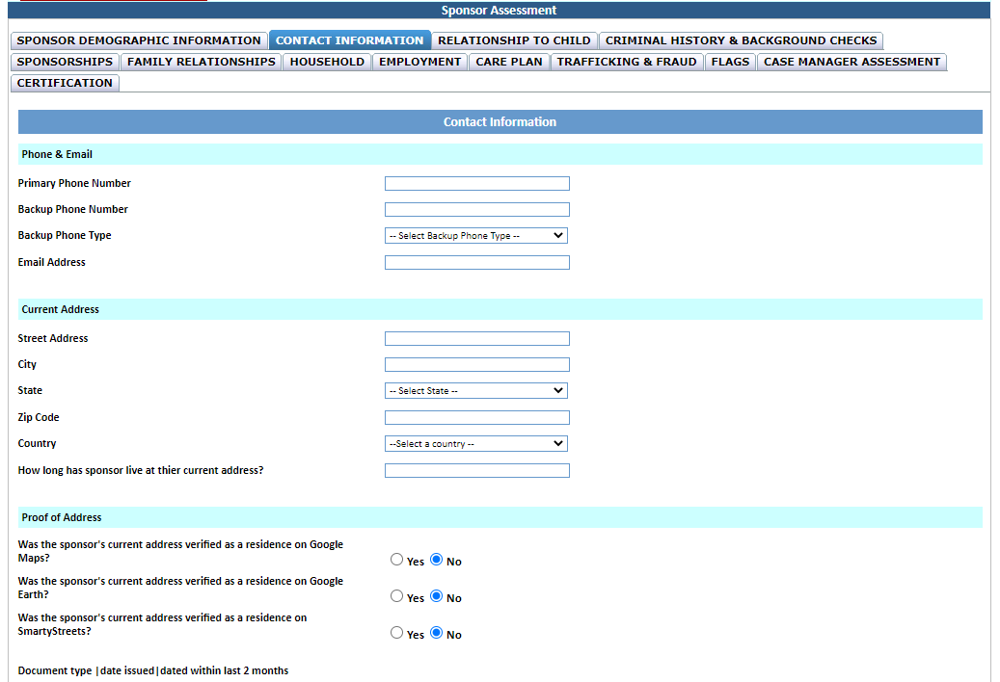 Sponsor Assessment
SPONSOR DEMOGRAPHIC INFORMATION CONTACT INFORMATION RELATIONSHIP TO CHILD CRIMINAL HISTORY & BACKGROUND CHECKS
SPONSORSHIPS FAMILY RELATIONSHIPS HOUSEHOLD EMPLOYMENT CARE PLAN TRAFFICKING & FRAUD FLAGS CASE MANAGER ASSESSMENT
CERTIFICATION
Contact Information
Phone & Email
Primary Phone Number
Backup Phone Number
Backup Phone Type -- Select Backup Phone Type --
Email Address
Current Address
Street Address
City
State -- Select State --
Zip Code
Country --Select a country --
How long has sponsor live at thier current address?
Proof of Address
Was the sponsor's current address verified as a residence on Google
Maps?
Yes No
Was the sponsor's current address verified as a residence on Google
Earth?
Yes No
Was the sponsor's current address verified as a residence on
SmartyStreets?
Yes No
Document type |date issued|dated within last 2 months